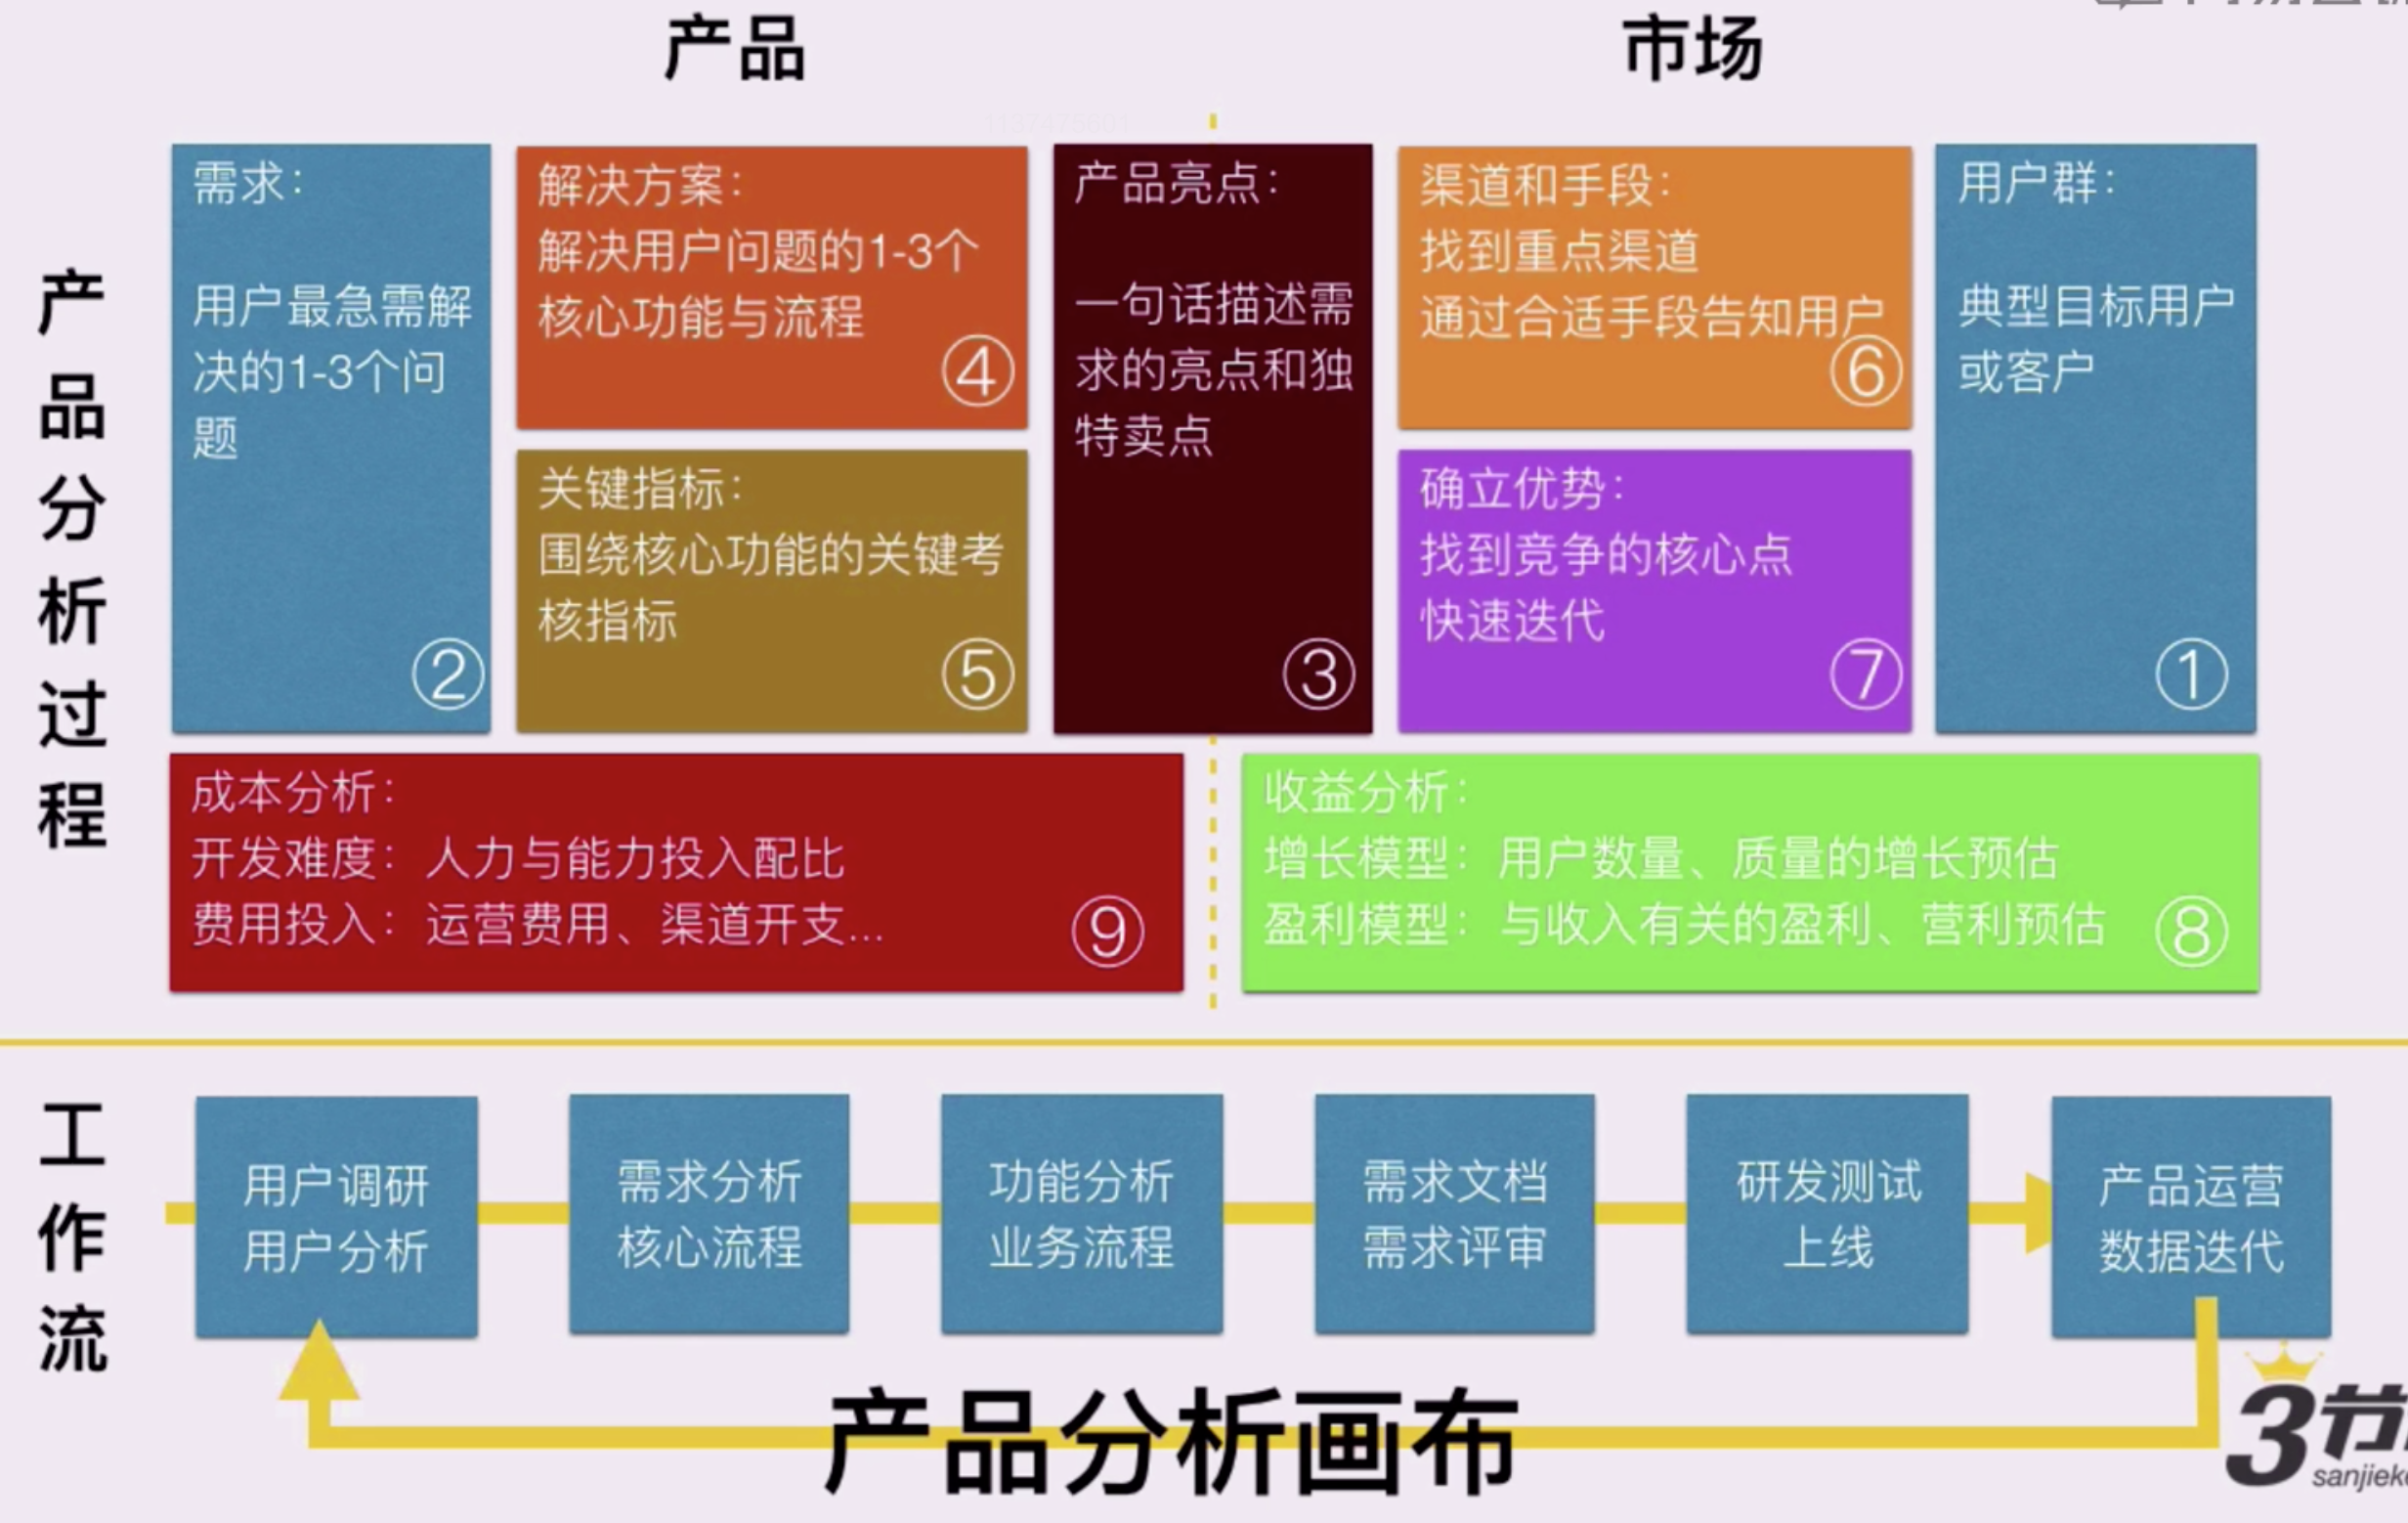 产品
市场
1137475601
产品分析过程
需求：
用户最急需解
决的1-3个问
题
②
解决方案：
解决用户问题的1-3个
核心功能与流程
④
关键指标：
围绕核心功能的关键考
核指标
⑤
产品亮点：
一句话描述需
求的亮点和独
特卖点
③
渠道和手段：
找到重点渠道
通过合适手段告知用户
⑥
确立优势：
找到竞争的核心点
快速迭代
⑦
用户群：
典型目标用户
或客户
①
成本分析：
开发难度：人力与能力投入配比
费用投入：运营费用、渠道开支...
⑨
收益分析：
增长模型：用户数量、质量的增长预估
盈利模型：与收入有关的盈利、营利预估
⑧
工作流
用户调研
用户分析
需求分析
核心流程
功能分析
业务流程
需求文档
需求评审
研发测试
上线
产品运营
数据迭代
产品分析画布
3节
sanjiek